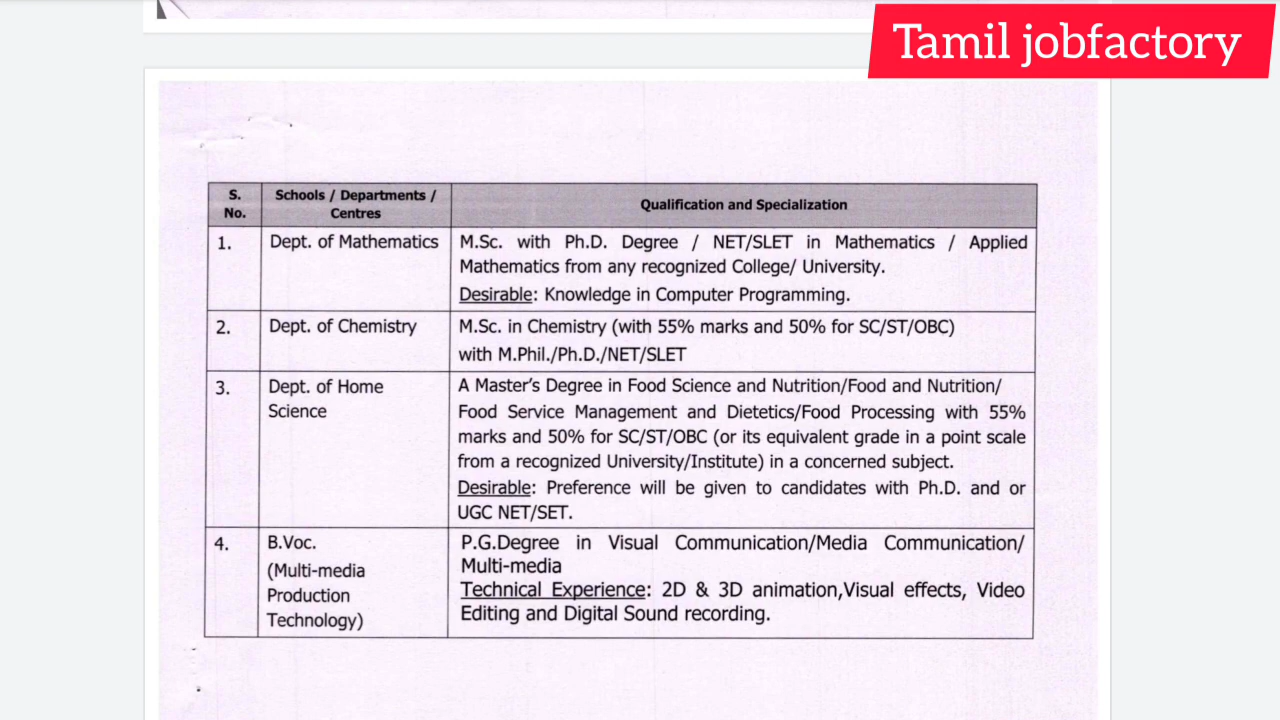 Tamil jobfactory
S. No.
Schools / Departments / Centres
Qualification and Specialization
1.
Dept. of Mathematics
M.Sc. with Ph.D. Degree / NET/SLET in Mathematics / Applied
Mathematics from any recognized College/ University.
Desirable: Knowledge in Computer Programming.
2.
Dept. of Chemistry
M.Sc. in Chemistry (with 55% marks and 50% for SC/ST/OBC)
with M.Phil./Ph.D./NET/SLET
3.
Dept. of Home
Science
A Master's Degree in Food Science and Nutrition/Food and Nutrition/
Food Service Management and Dietetics/Food Processing with 55%
marks and 50% for SC/ST/OBC (or its equivalent grade in a point scale
from a recognized University/Institute) in a concerned subject.
Desirable: Preference will be given to candidates with Ph.D. and or
UGC NET/SET.
4.
B.Voc.
(Multi-media
Production
Technology)
P.G.Degree in Visual Communication/Media Communication/
Multi-media
Technical Experience: 2D & 3D animation,Visual effects, Video
Editing and Digital Sound recording.